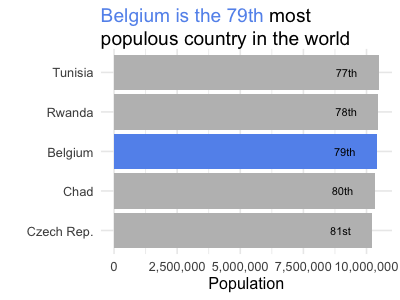 Belgium is the 79th most
populous country in the world
Tunisia 77th
Rwanda 78th
Belgium 79th
Chad 80th
Czech Rep. 81st
0 2,500,000 5,000,000 7,500,000 10,000,000
Population